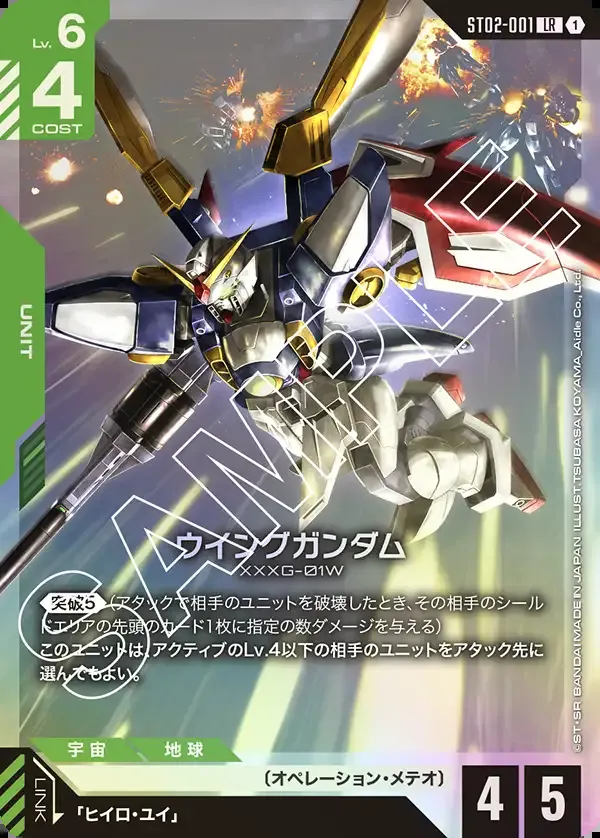 Lv. 6
4
COST
ST02-001 LR 1
UNIT
SAMPLE
ウイングガンダム
XXXG-01W
突破5 (アタックで相手のユニットを破壊したとき、その相手のシール
ドエリアの先頭のカード1枚に指定の数ダメージを与える)
このユニットは、アクティブのLv.4以下の相手のユニットをアタック先に
選んでもよい。
©ST・SR BANDAI MADE IN JAPAN ILLUST.TSUBASA KOYAMA_Aidle Co., Ltd.
宇宙 地球
〔オペレーション・メテオ〕
LINK
「ヒイロ・ユイ」
4 5